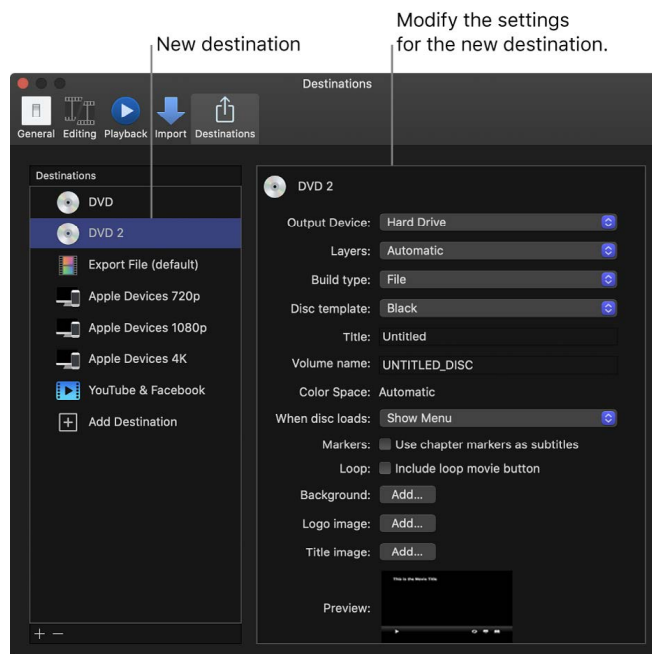 Modify the settings
New destination
for the new destination.
Destinations
General Editing Playback Import Destinations
Destinations
DVD
DVD 2
Export File (default)
Apple Devices 720p
Apple Devices 1080p
Apple Devices 4K
YouTube & Facebook
Add Destination
DVD 2
Output Device: Hard Drive
Layers: Automatic
Build type: File
Disc template: Black
Title: Untitled
Volume name: UNTITLED_DISC
Color Space: Automatic
When disc loads: Show Menu
Markers: Use chapter markers as subtitles
Loop: Include loop movie button
Background: Add...
Logo image: Add...
Title image: Add...
Preview:
This is the Movie Title